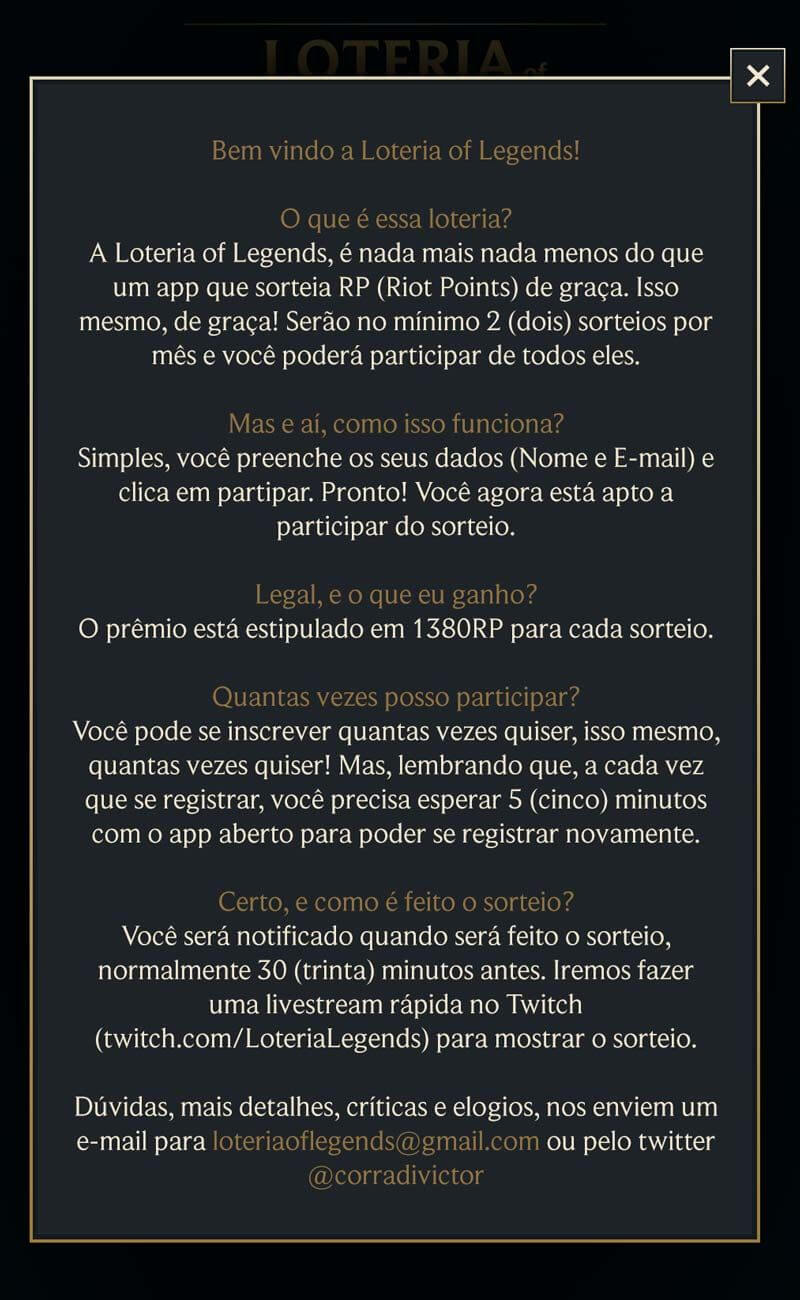 LOTERIA of
Bem vindo a Loteria of Legends!
O que é essa loteria?
A Loteria of Legends, é nada mais nada menos do que
um app que sorteia RP (Riot Points) de graça. Isso
mesmo, de graça! Serão no mínimo 2 (dois) sorteios por
mês e você poderá participar de todos eles.
Mas e aí, como isso funciona?
Simples, você preenche os seus dados (Nome e E-mail) e
clica em partipar. Pronto! Você agora está apto a
participar do sorteio.
Legal, e o que eu ganho?
O prêmio está estipulado em 1380RP para cada sorteio.
Quantas vezes posso participar?
Você pode se inscrever quantas vezes quiser, isso mesmo,
quantas vezes quiser! Mas, lembrando que, a cada vez
que se registrar, você precisa esperar 5 (cinco) minutos
com o app aberto para poder se registrar novamente.
Certo, e como é feito o sorteio?
Você será notificado quando será feito o sorteio,
normalmente 30 (trinta) minutos antes. Iremos fazer
uma livestream rápida no Twitch
(twitch.com/LoteriaLegends) para mostrar o sorteio.
Dúvidas, mais detalhes, críticas e elogios, nos enviem um
e-mail para loteriaoflegends@gmail.com ou pelo twitter
@corradivictor